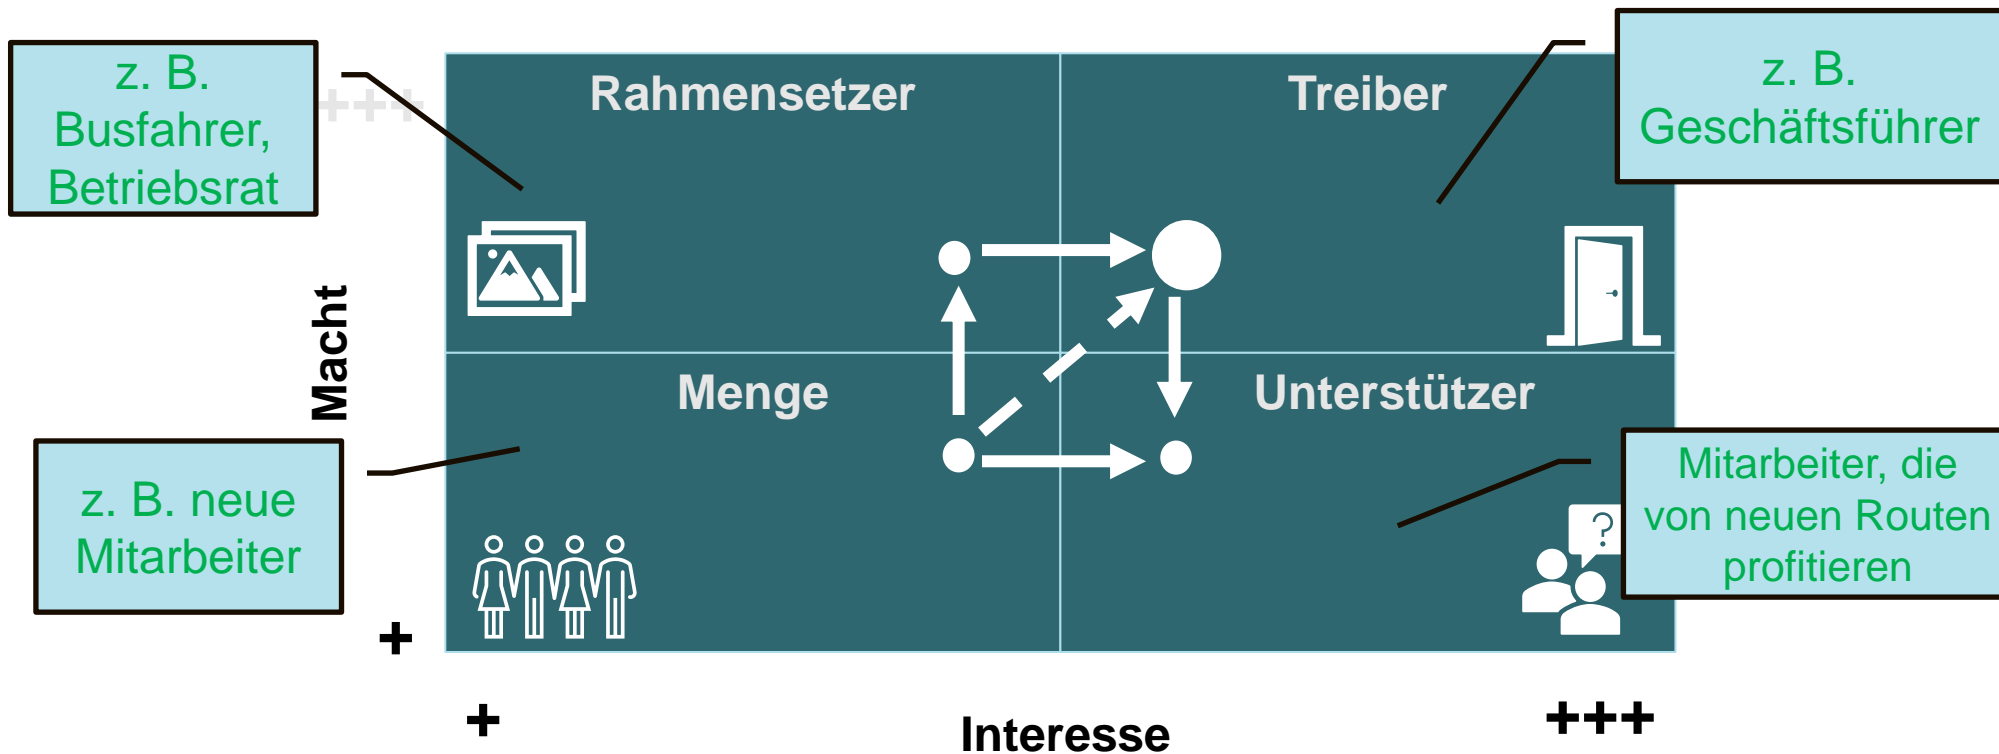 z. B.
Busfahrer,
Betriebsrat
+++
Rahmensetzer
Treiber
z. B.
Geschäftsführer
Macht
Menge
Unterstützer
z. B. neue
Mitarbeiter
Mitarbeiter, die
von neuen Routen
profitieren
?
+
+
Interesse
+++